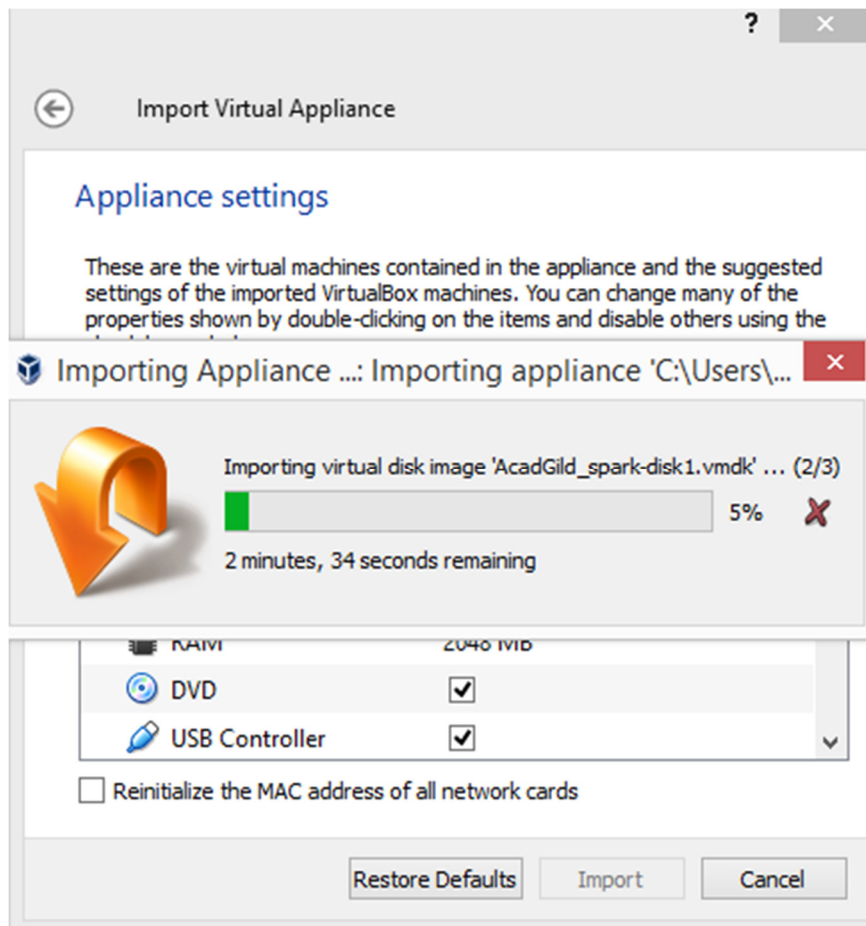 ?
Import Virtual Appliance
Appliance settings
These are the virtual machines contained in the appliance and the suggested
settings of the imported VirtualBox machines. You can change many of the
properties shown by double-clicking on the items and disable others using the
Importing Appliance ...: Importing appliance 'C:\Users\...
Importing virtual disk image 'AcadGild_spark-disk1.vmdk' ... (2/3)
5%
2 minutes, 34 seconds remaining
RAM 2048 MB
DVD
USB Controller
Reinitialize the MAC address of all network cards
Restore Defaults Import Cancel